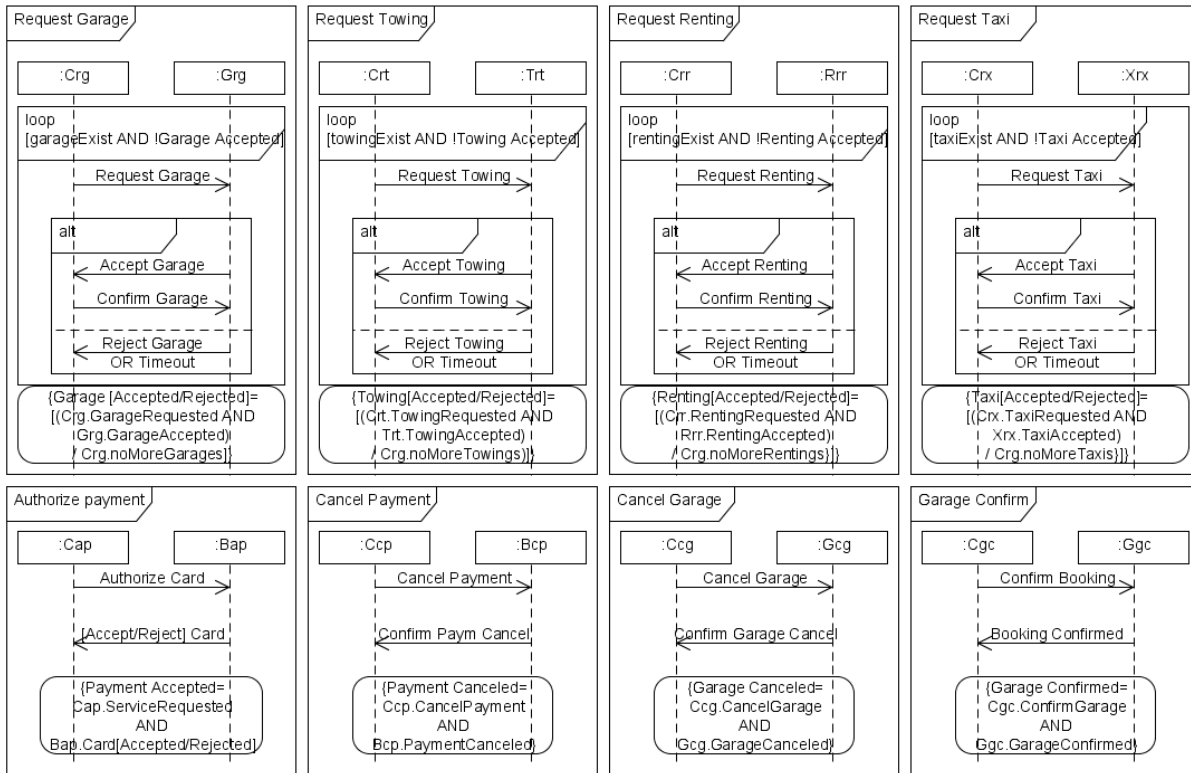 Request Garage
:Crg
:Grg
loop
[garageExist AND !Garage Accepted]
Request Garage
alt
Accept Garage
Confirm Garage
Reject Garage
OR Timeout
{Garage [Accepted/Rejected]=
[(Crg.GarageRequested AND
Grg.GarageAccepted)
/ Crg.noMoreGarages]}
Request Towing
:Crt
:Trt
loop
[towingExist AND !Towing Accepted]
Request Towing
alt
Accept Towing
Confirm Towing
Reject Towing
OR Timeout
{Towing[Accepted/Rejected]=
[(Crt.TowingRequested AND
Trt.TowingAccepted)
/ Crg.noMoreTowings)]}
Request Renting
:Crr
:Rrr
loop
[rentingExist AND !Renting Accepted]
Request Renting
alt
Accept Renting
Confirm Renting
Reject Renting
OR Timeout
{Renting[Accepted/Rejected]=
[(Crr.RentingRequested AND
Rrr.RentingAccepted)
/ Crg.noMoreRentings}]}
Request Taxi
:Crx
:Xrx
loop
[taxiExist AND !Taxi Accepted]
Request Taxi
alt
Accept Taxi
Confirm Taxi
Reject Taxi
OR Timeout
{Taxi[Accepted/Rejected]=
[(Crx.TaxiRequested AND
Xrx.TaxiAccepted)
/ Crg.noMoreTaxis}]}
Authorize payment
:Cap
:Bap
Authorize Card
[Accept/Reject] Card
{Payment Accepted=
Cap.ServiceRequested
AND
Bap.Card[Accepted/Rejected]
Cancel Payment
:Ccp
:Bcp
Cancel Payment
Confirm Paym Cancel
{Payment Canceled=
Ccp.CancelPayment
AND
Bcp.PaymentCanceled}
Cancel Garage
:Ccg
:Gcg
Cancel Garage
Confirm Garage Cancel
{Garage Canceled=
Ccg.CancelGarage
AND
Gcg.GarageCanceled}
Garage Confirm
:Cgc
:Ggc
Confirm Booking
Booking Confirmed
{Garage Confirmed=
Cgc.ConfirmGarage
AND
Ggc.GarageConfirmed}